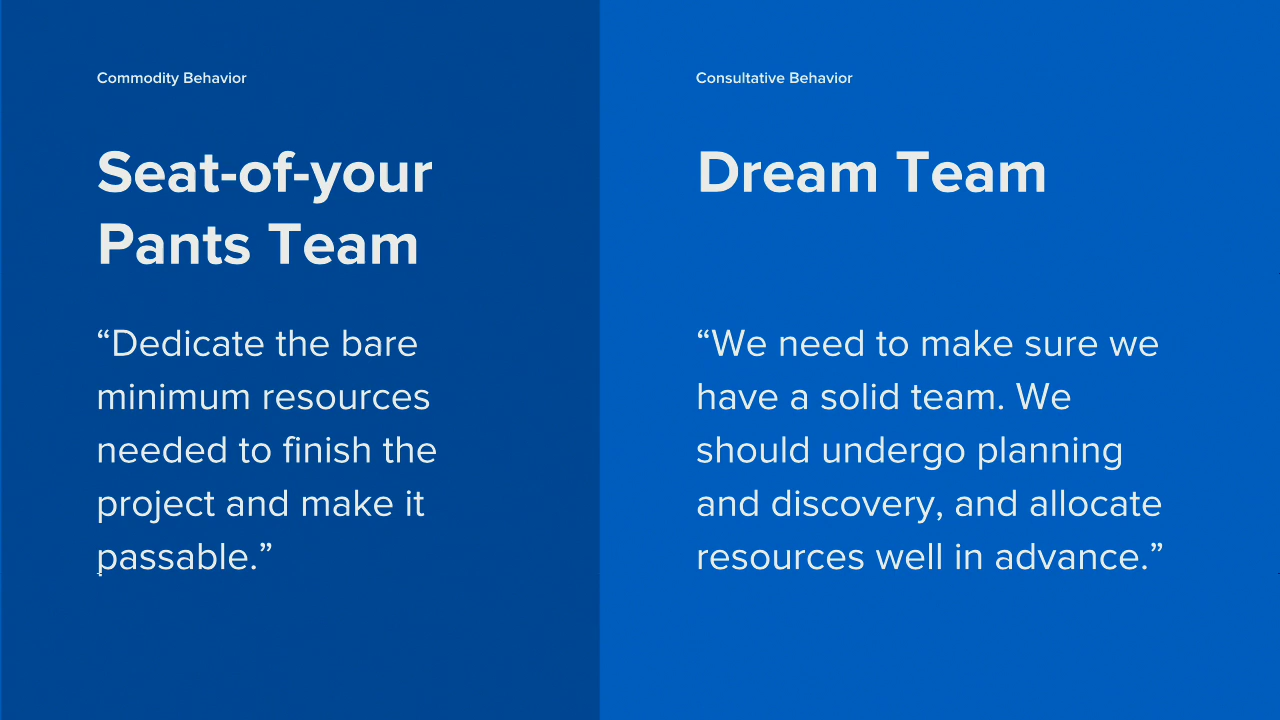 Commodity Behavior
Seat-of-your
Pants Team
“Dedicate the bare
minimum resources
needed to finish the
project and make it
passable.”
Consultative Behavior
Dream Team
“We need to make sure we
have a solid team. We
should undergo planning
and discovery, and allocate
resources well in advance.”